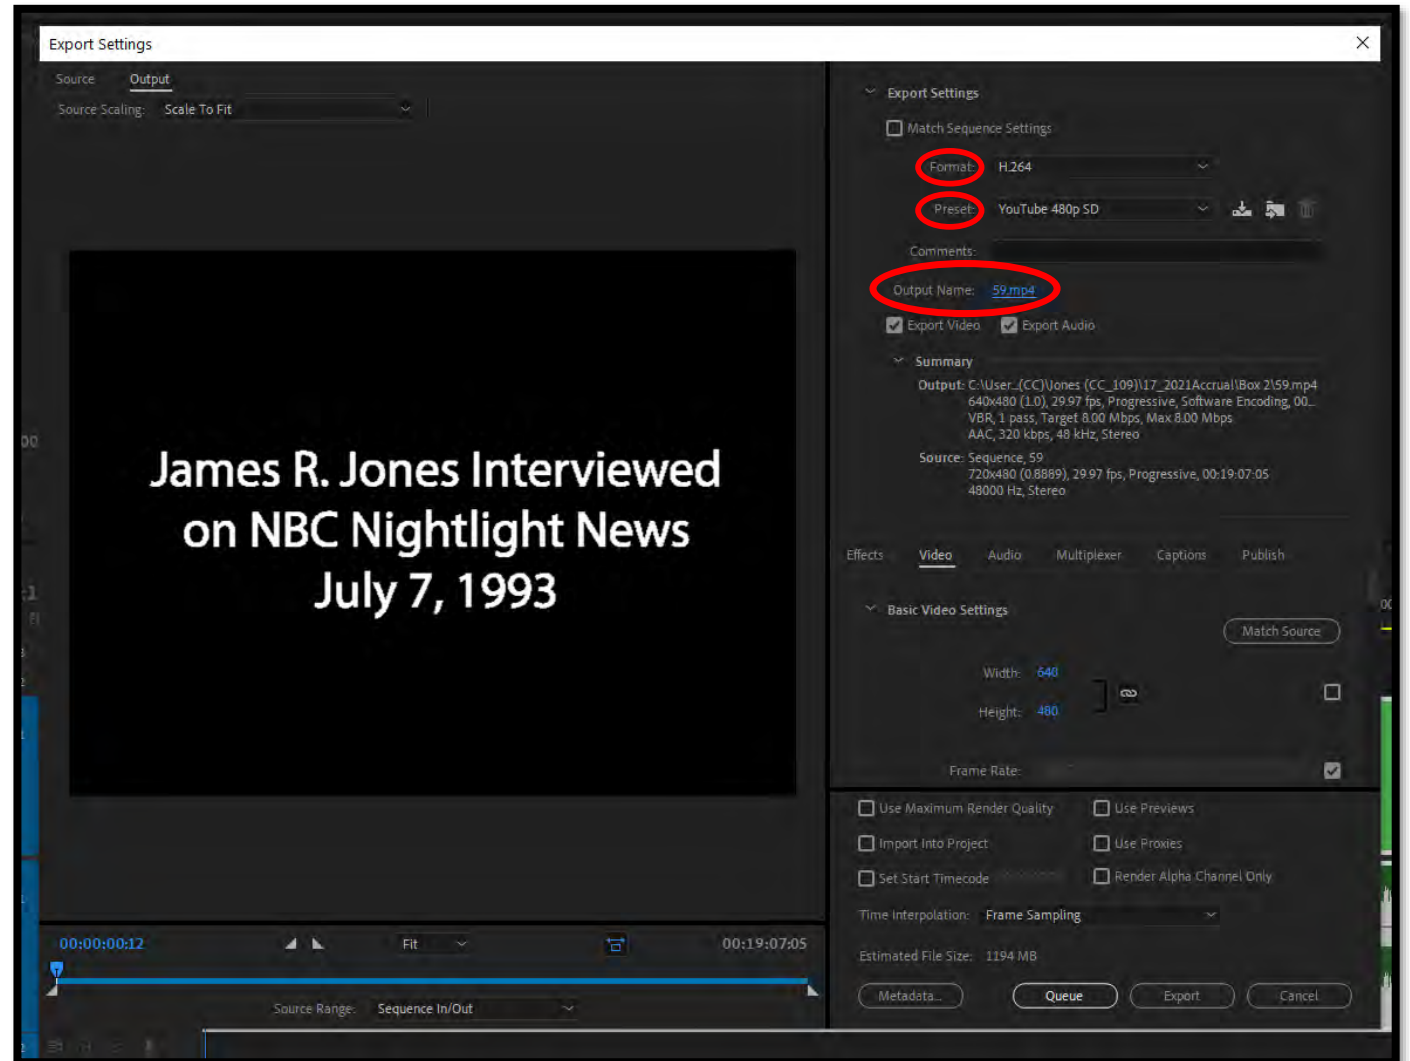 Export Settings
Source Output
Source Scaling: Scale To Fit
James R. Jones Interviewed
on NBC Nightlight News
July 7, 1993
00:00:00:12 Fit 00:19:07:05
Source Range: Sequence In/Out
Export Settings
Match Sequence Settings
Format: H.264
Preset: YouTube 480p SD
Comments:
Output Name: 59.mp4
Export Video Export Audio
Summary
Output: C:\User_(CC)\Jones (CC_109)\17_2021Accrual\Box 2\59.mp4
640x480 (1.0), 29.97 fps, Progressive, Software Encoding, 00...
VBR, 1 pass, Target 8.00 Mbps, Max 8.00 Mbps
AAC, 320 kbps, 48 kHz, Stereo
Source: Sequence, 59
720x480 (0.8889), 29.97 fps, Progressive, 00:19:07:05
48000 Hz, Stereo
Effects Video Audio Multiplexer Captions Publish
Basic Video Settings
Match Source
Width: 640
Height: 480
Frame Rate:
Use Maximum Render Quality Use Previews
Import Into Project Use Proxies
Set Start Timecode Render Alpha Channel Only
Time Interpolation: Frame Sampling
Estimated File Size: 1194 MB
Metadata... Queue Export Cancel